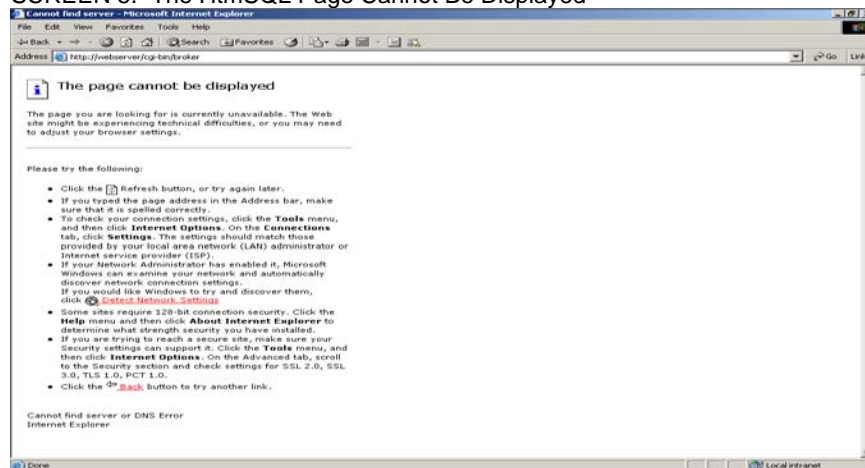 Cannot find server - Microsoft Internet Explorer
File Edit View Favorites Tools Help
Back Search Favorites
Address http://webserver/cgi-bin/broker Go
The page cannot be displayed
The page you are looking for is currently unavailable. The Web
site might be experiencing technical difficulties, or you may need
to adjust your browser settings.
Please try the following:
Click the Refresh button, or try again later.
If you typed the page address in the Address bar, make
sure that it is spelled correctly.
To check your connection settings, click the Tools menu,
and then click Internet Options. On the Connections
tab, click Settings. The settings should match those
provided by your local area network (LAN) administrator or
Internet service provider (ISP).
If your Network Administrator has enabled it, Microsoft
Windows can examine your network and automatically
discover network connection settings.
If you would like Windows to try and discover them,
click Detect Network Settings
Some sites require 128-bit connection security. Click the
Help menu and then click About Internet Explorer to
determine what strength security you have installed.
If you are trying to reach a secure site, make sure your
Security settings can support it. Click the Tools menu, and
then click Internet Options. On the Advanced tab, scroll
to the Security section and check settings for SSL 2.0, SSL
3.0, TLS 1.0, PCT 1.0.
Click the Back button to try another link.
Cannot find server or DNS Error
Internet Explorer
Done Local intranet